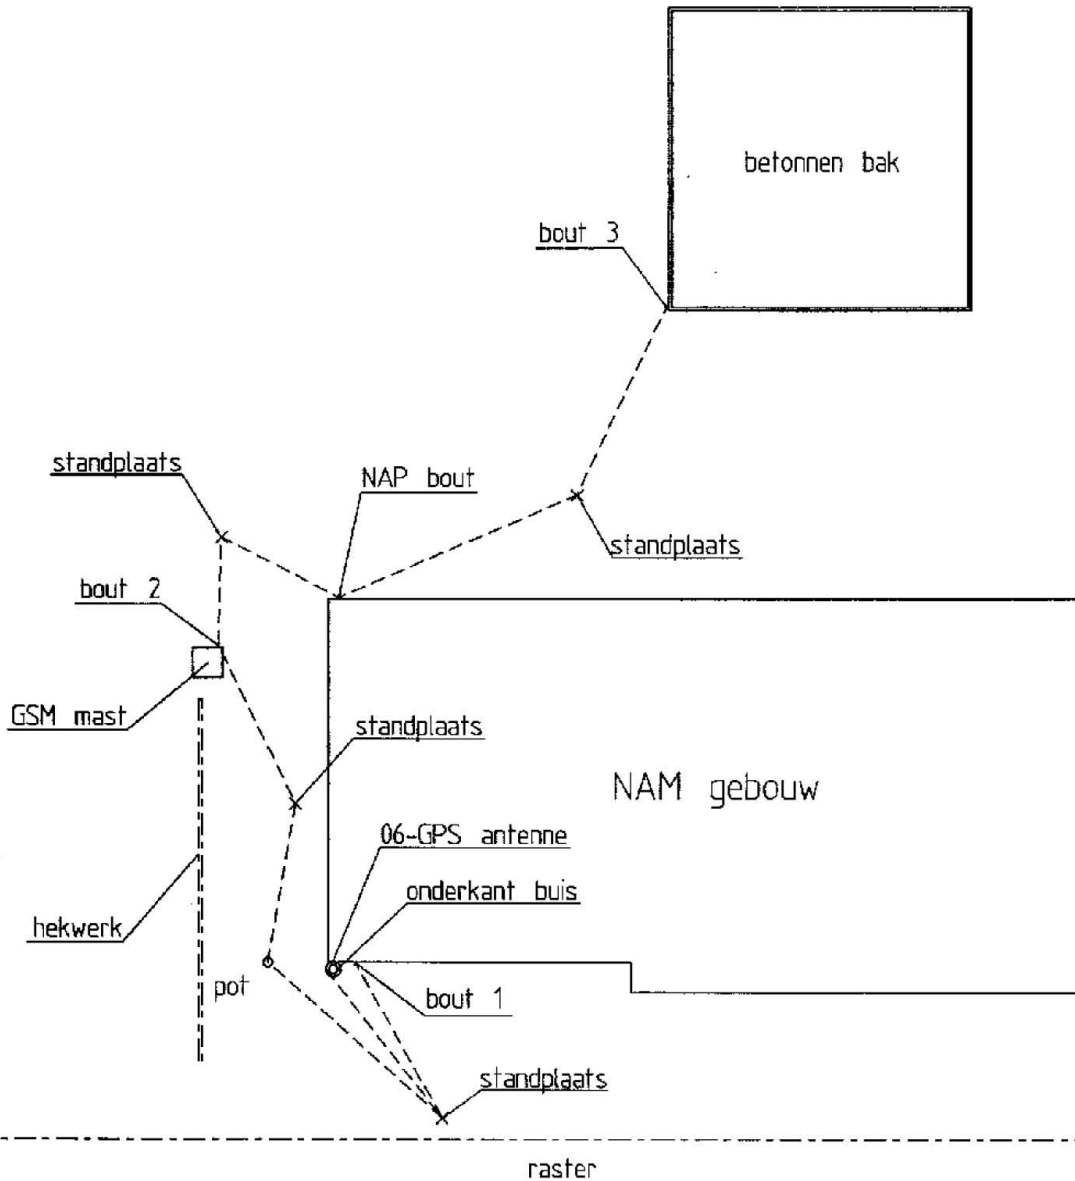 betonnen bak
bout 3
standplaats
NAP bout
standplaats
bout 2
GSM mast
standplaats
NAM gebouw
06-GPS antenne
onderkant buis
hekwerk
pot
bout 1
standplaats
raster